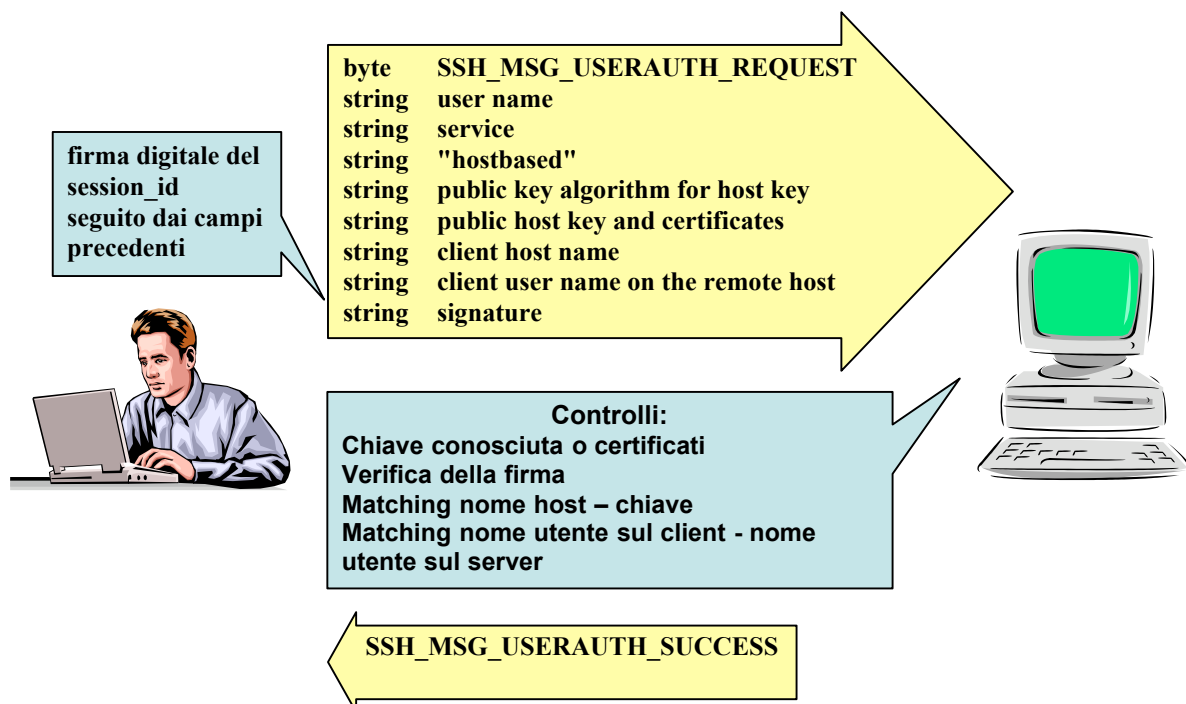 byte SSH_MSG_USERAUTH_REQUEST
string user name
string service
string "hostbased"
string public key algorithm for host key
string public host key and certificates
string client host name
string client user name on the remote host
string signature
firma digitale del
session_id
seguito dai campi
precedenti
Controlli:
Chiave conosciuta o certificati
Verifica della firma
Matching nome host – chiave
Matching nome utente sul client - nome
utente sul server
SSH_MSG_USERAUTH_SUCCESS